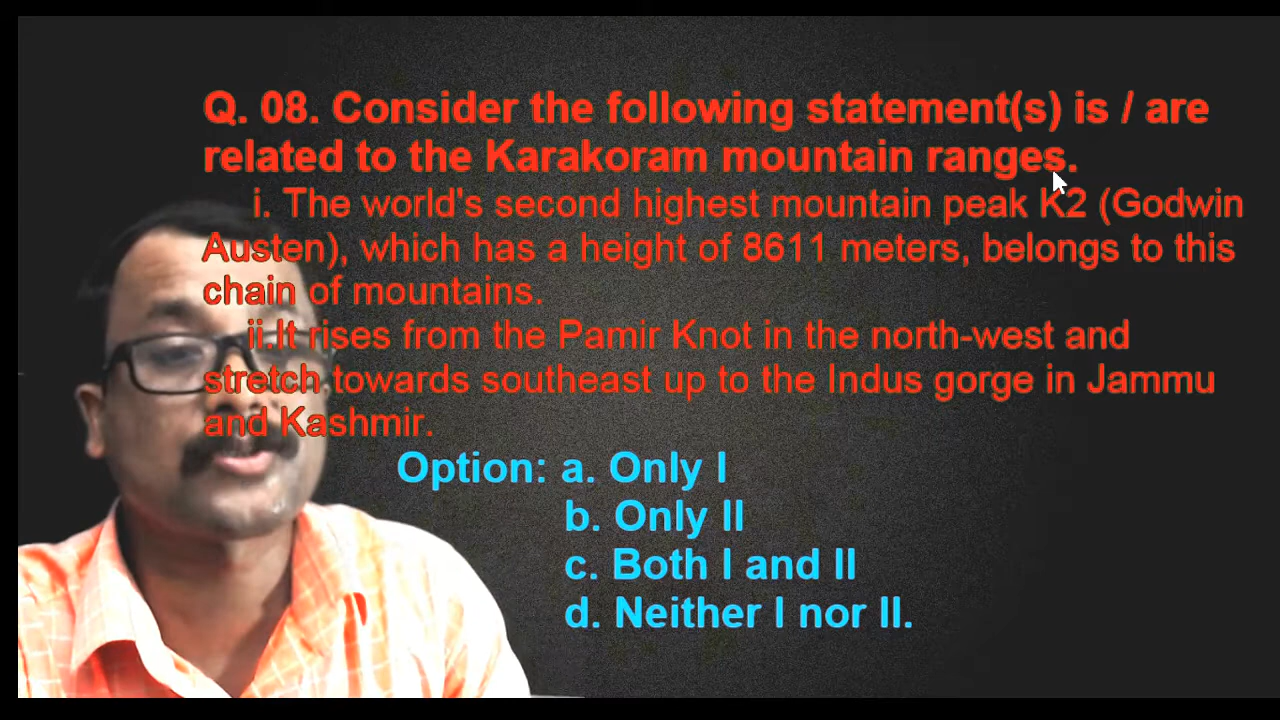 Q. 08. Consider the following statement(s) is / are
related to the Karakoram mountain ranges.
i. The world's second highest mountain peak K2 (Godwin
Austen), which has a height of 8611 meters, belongs to this
chain of mountains.
ii.It rises from the Pamir Knot in the north-west and
stretch towards southeast up to the Indus gorge in Jammu
and Kashmir.
Option: a. Only I
b. Only II
c. Both I and II
d. Neither I nor II.